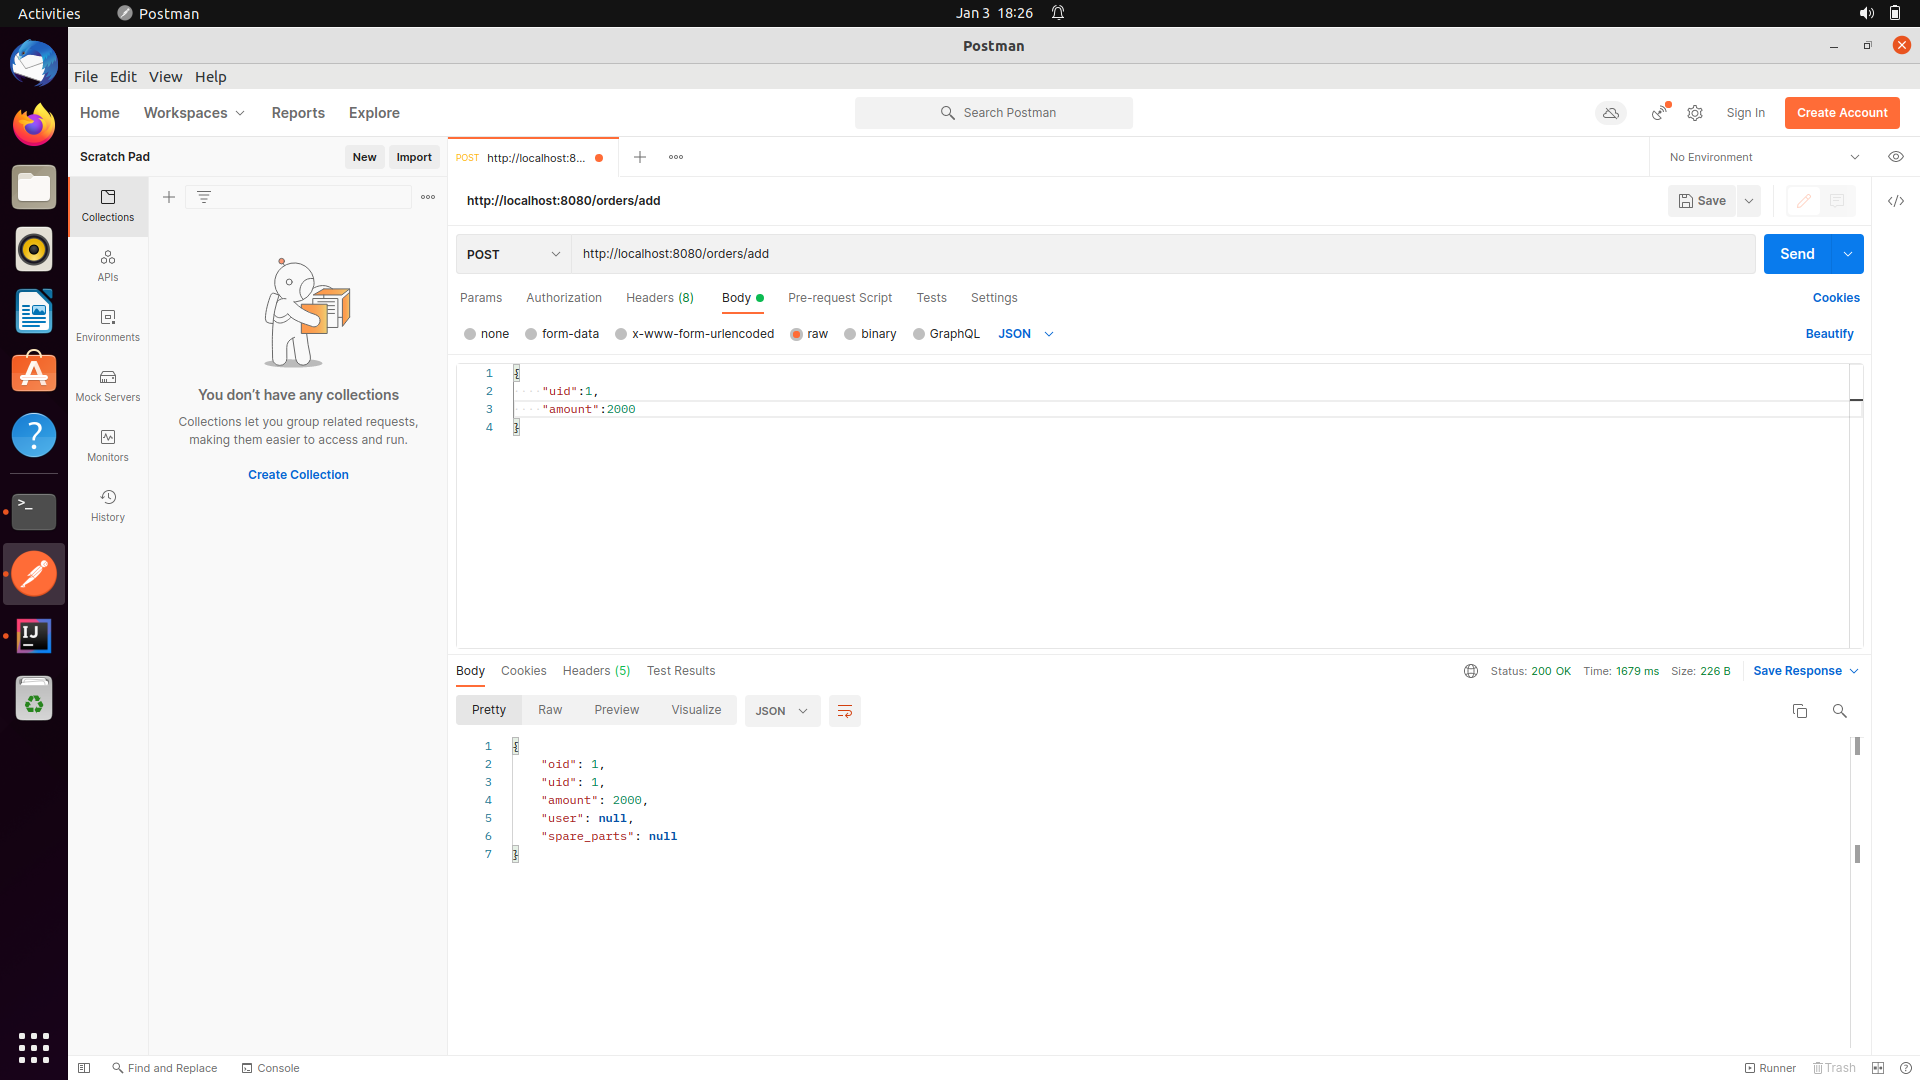 Activities
Postman
Jan 3 18:26
Postman
File Edit View Help
Home
Workspaces
Reports
Explore
Search Postman
Sign In
Create Account
Scratch Pad
New
Import
POST http://localhost:8...
No Environment
Collections
APIs
Environments
Mock Servers
Monitors
History
You don't have any collections
Collections let you group related requests,
making them easier to access and run.
Create Collection
http://localhost:8080/orders/add
Save
</>
POST
http://localhost:8080/orders/add
Send
Params
Authorization
Headers (8)
Body
Pre-request Script
Tests
Settings
Cookies
none
form-data
x-www-form-urlencoded
raw
binary
GraphQL
JSON
Beautify
1 {
2 "uid":1,
3 "amount":2000
4 }
Body
Cookies
Headers (5)
Test Results
Status: 200 OK
Time: 1679 ms
Size: 226 B
Save Response
Pretty
Raw
Preview
Visualize
JSON
1 {
2 "oid": 1,
3 "uid": 1,
4 "amount": 2000,
5 "user": null,
6 "spare_parts": null
7 }
Find and Replace
Console
Runner
Trash